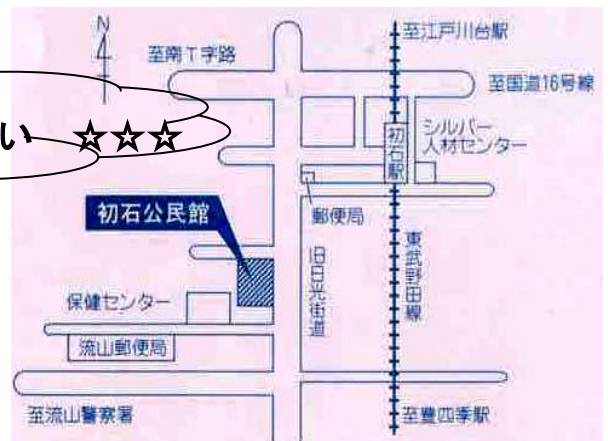 N
至江戸川台駅
至南T字路
至国道16号線
い ☆☆☆
シルバー
人材センター
初石駅
郵便局
初石公民館
旧日光街道
東武野田線
保健センター
流山郵便局
至流山警察署
至豊四季駅